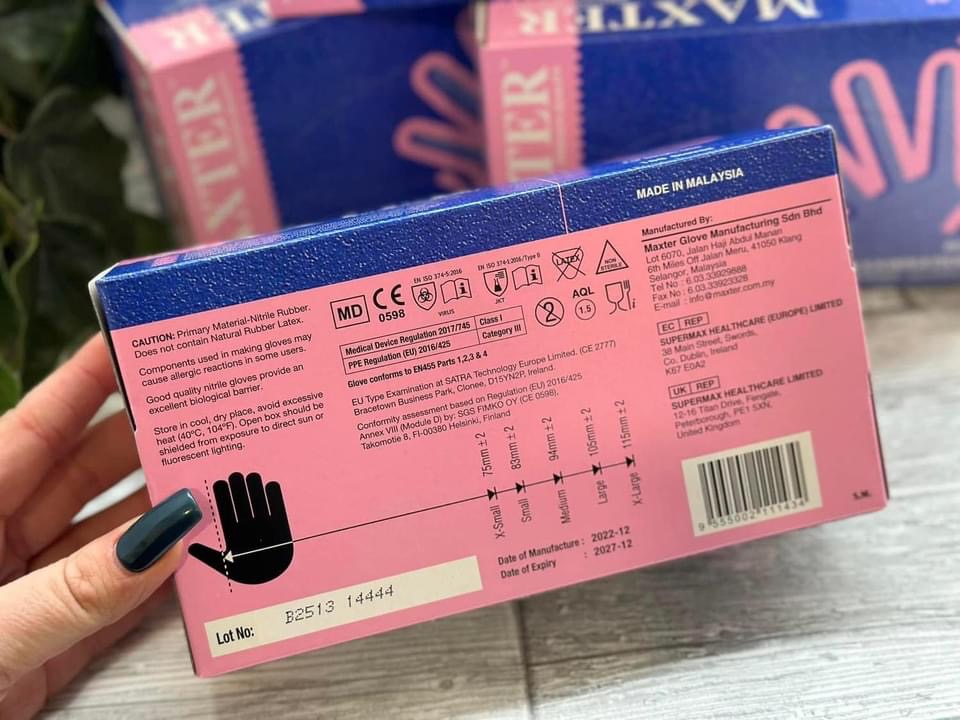 MAXTER
MAXTER
MADE IN MALAYSIA
CAUTION: Primary Material-Nitrile Rubber.
Does not contain Natural Rubber Latex.
Components used in making gloves may
cause allergic reactions in some users.
Good quality nitrile gloves provide an
excellent biological barrier.
Store in cool, dry place, avoid excessive
heat (40ºC, 104ºF). Open box should be
shielded from exposure to direct sun or
fluorescent lighting.
MD
CE
0598
EN ISO 374-5:2016
VIRUS
EN ISO 374-1:2016/Type B
JKT
LATEX
NON
STERILE
2
AQL
1.5
Medical Device Regulation 2017/745 Class I
PPE Regulation (EU) 2016/425 Category III
Glove conforms to EN455 Parts 1,2,3 & 4
EU Type Examination at SATRA Technology Europe Limited. (CE 2777)
Bracetown Business Park, Clonee, D15YN2P, Ireland.
Conformity assessment based on Regulation (EU) 2016/425
Annex VIII (Module D) by: SGS FIMKO OY (CE 0598).
Takomotie 8, FI-00380 Helsinki, Finland
Manufactured By:
Maxter Glove Manufacturing Sdn Bhd
Lot 6070, Jalan Haji Abdul Manan
6th Miles Off Jalan Meru, 41050 Klang
Selangor, Malaysia
Tel No : 6.03.33929888
Fax No : 6.03.33923328
E-mail : info@maxter.com.my
EC REP
SUPERMAX HEALTHCARE (EUROPE) LIMITED
38 Main Street, Swords,
Co. Dublin, Ireland
K67 E0A2
UK REP
SUPERMAX HEALTHCARE LIMITED
12-16 Titan Drive, Fengate,
Peterborough, PE1 5XN,
United Kingdom
75mm ± 2
83mm ± 2
94mm ± 2
105mm ± 2
115mm ± 2
X-Small
Small
Medium
Large
X-Large
Date of Manufacture : 2022-12
Date of Expiry : 2027-12
9 555002 111434
S.M.
Lot No: B2513 14444